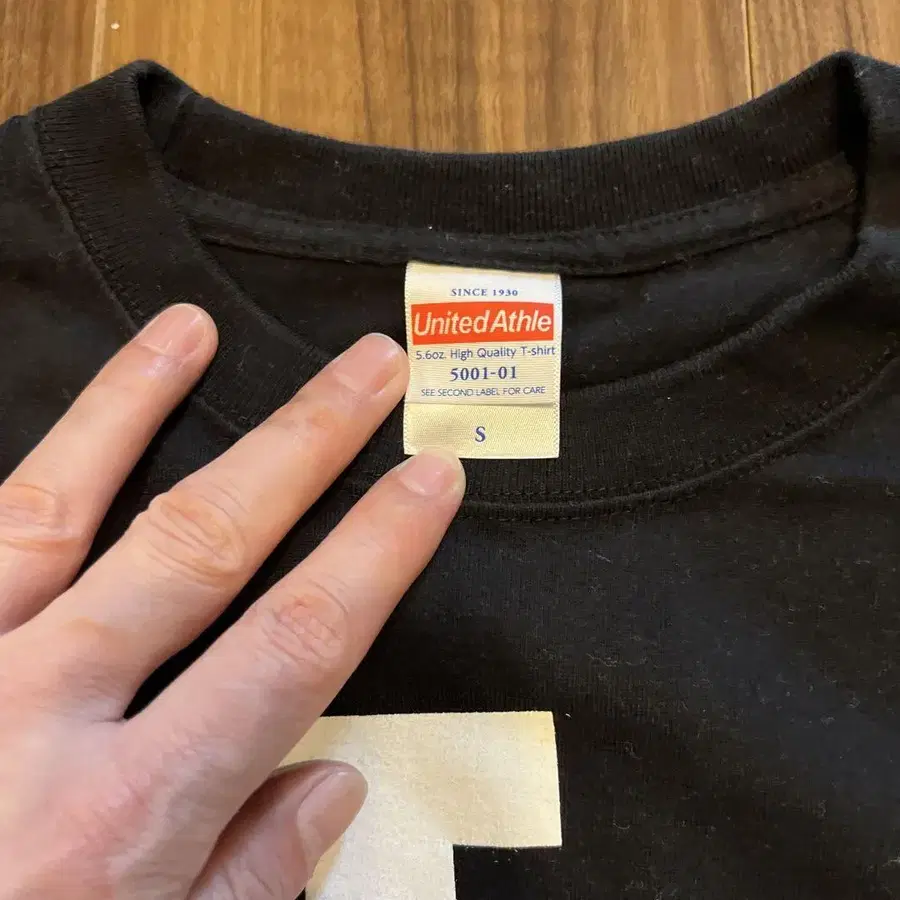 SINCE 1930
United Athle
5.6oz. High Quality T-shirt
5001-01
SEE SECOND LABEL FOR CARE
S